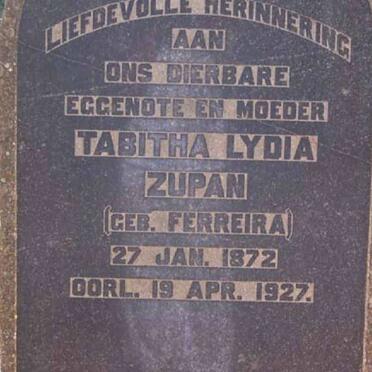 LIEFDEVOLLE HERINNERING
AAN
ONS DIERBARE
EGGENOTE EN MOEDER
TABITHA LYDIA
ZUPAN
(GEB. FERREIRA)
27 JAN. 1872
OORL. 19 APR. 1927.